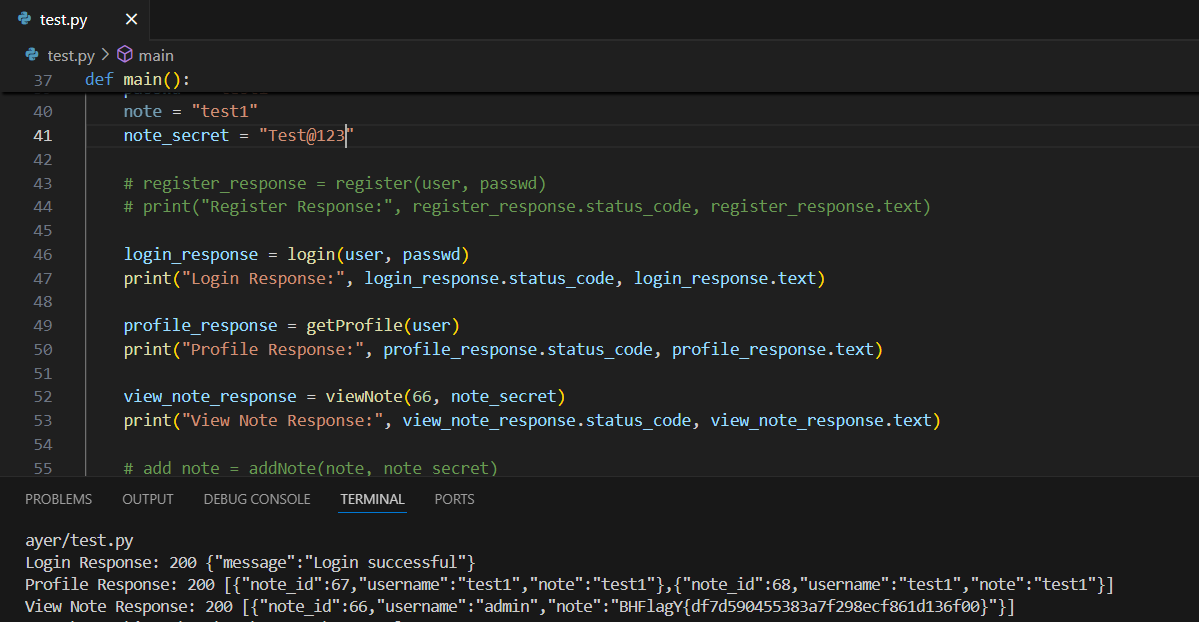 test.py
test.py > main
37 def main():
40 note = "test1"
41 note_secret = "Test@123"
42
43 # register_response = register(user, passwd)
44 # print("Register Response:", register_response.status_code, register_response.text)
45
46 login_response = login(user, passwd)
47 print("Login Response:", login_response.status_code, login_response.text)
48
49 profile_response = getProfile(user)
50 print("Profile Response:", profile_response.status_code, profile_response.text)
51
52 view_note_response = viewNote(66, note_secret)
53 print("View Note Response:", view_note_response.status_code, view_note_response.text)
54
55 # add_note = addNote(note, note_secret)
PROBLEMS OUTPUT DEBUG CONSOLE TERMINAL PORTS
ayer/test.py
Login Response: 200 {"message":"Login successful"}
Profile Response: 200 [{"note_id":67,"username":"test1","note":"test1"},{"note_id":68,"username":"test1","note":"test1"}]
View Note Response: 200 [{"note_id":66,"username":"admin","note":"BHFlagY{df7d590455383a7f298ecf861d136f00}"}]